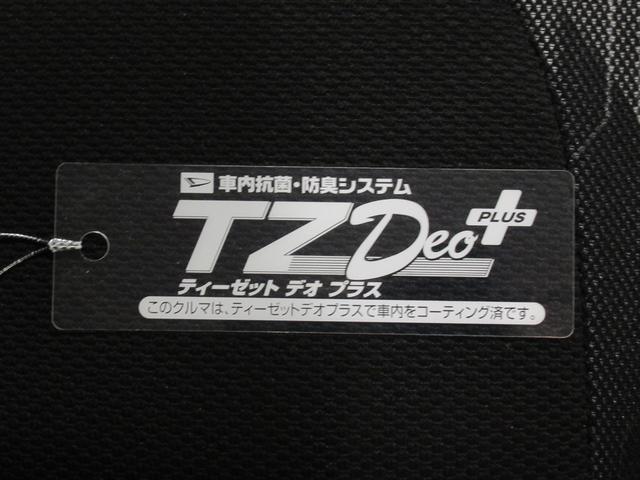 車内抗菌・防臭システム
TZ Deo PLUS
ティーゼット デオ プラス
このクルマは、ティーゼットデオプラスで車内をコーティング済です。